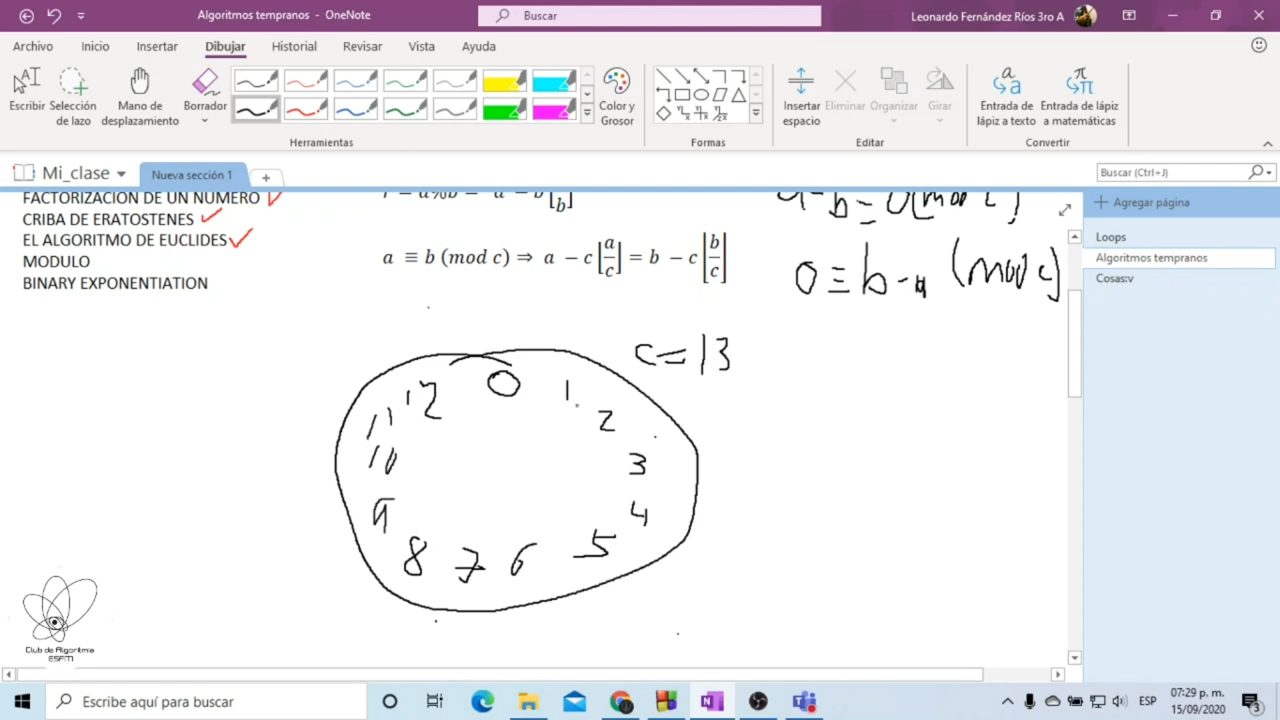 Algoritmos tempranos - OneNote
Buscar
Leonardo Fernández Ríos 3ro A
Archivo Inicio Insertar Dibujar Historial Revisar Vista Ayuda
Escribir Selección de lazo Mano de desplazamiento Borrador Color y Grosor Insertar espacio Eliminar Organizar Girar Entrada de lápiz a texto Entrada de lápiz a matemáticas
Herramientas Formas Editar Convertir
Mi_clase Nueva sección 1 Buscar (Ctrl+J)
Agregar página
Loops
Algoritmos tempranos
Cosas:v
FACTORIZACION DE UN NUMERO
CRIBA DE ERATOSTENES
EL ALGORITMO DE EUCLIDES
MODULO
BINARY EXPONENTIATION
a ≡ b (mod c) ⇒ a − c⌊a/c⌋ = b − c⌊b/c⌋
0 ≡ b-a (mod c)
c=13
0
1
2
3
4
5
6
7
8
9
10
11
12
Club de Algoritmia
ESFM
Escribe aquí para buscar
ESP
07:29 p. m.
15/09/2020
3